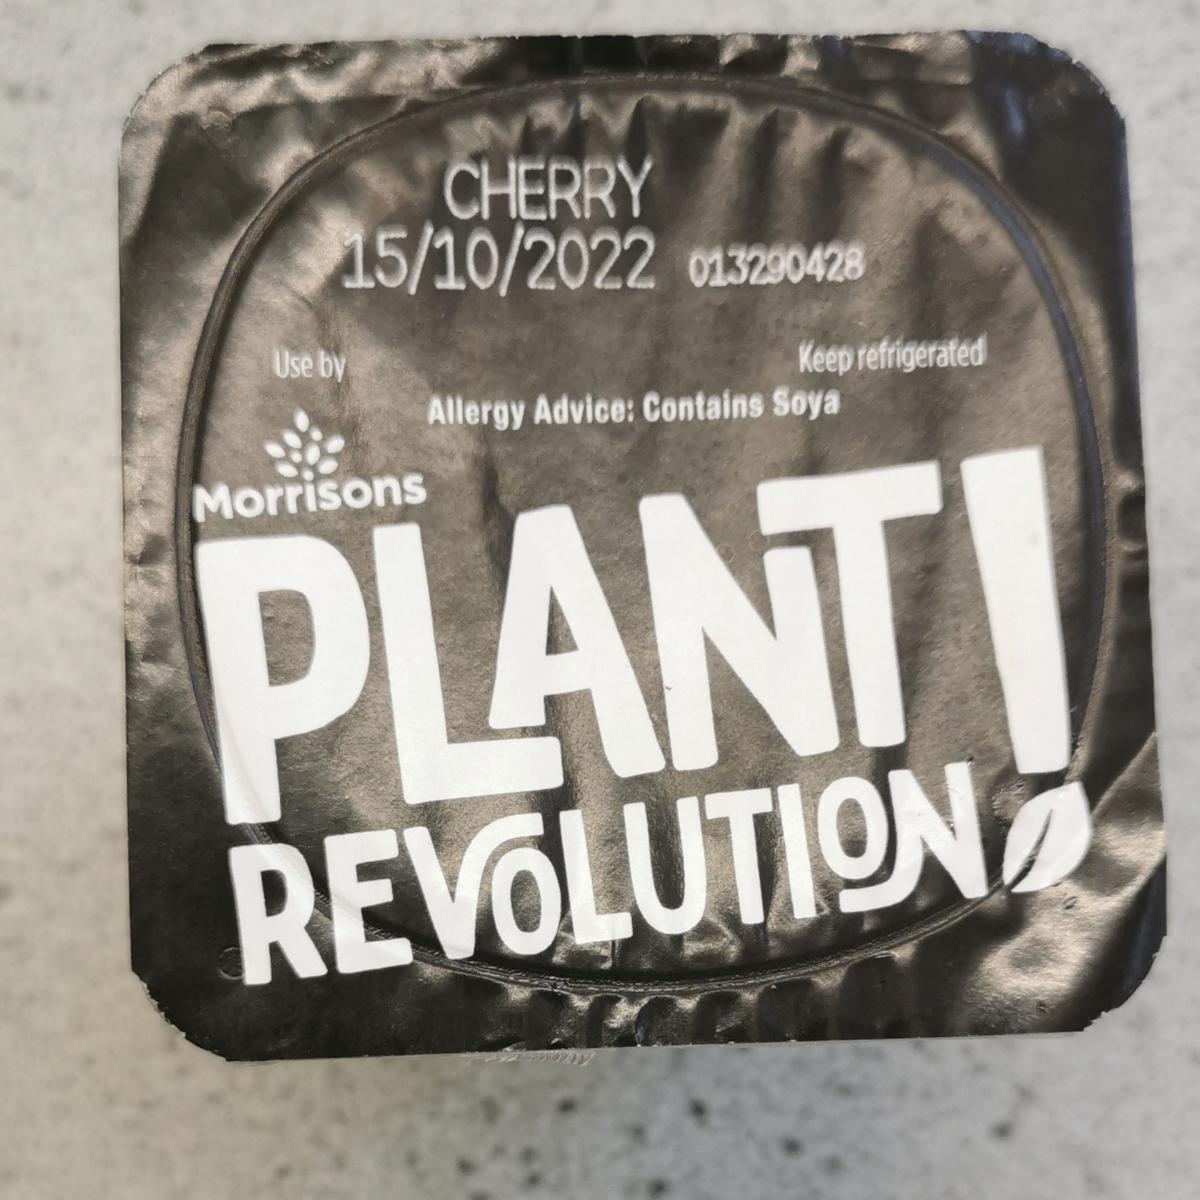 CHERRY
15/10/2022 013290428
Use by Keep refrigerated
Allergy Advice: Contains Soya
Morrisons
PLANT!
REVOLUTION